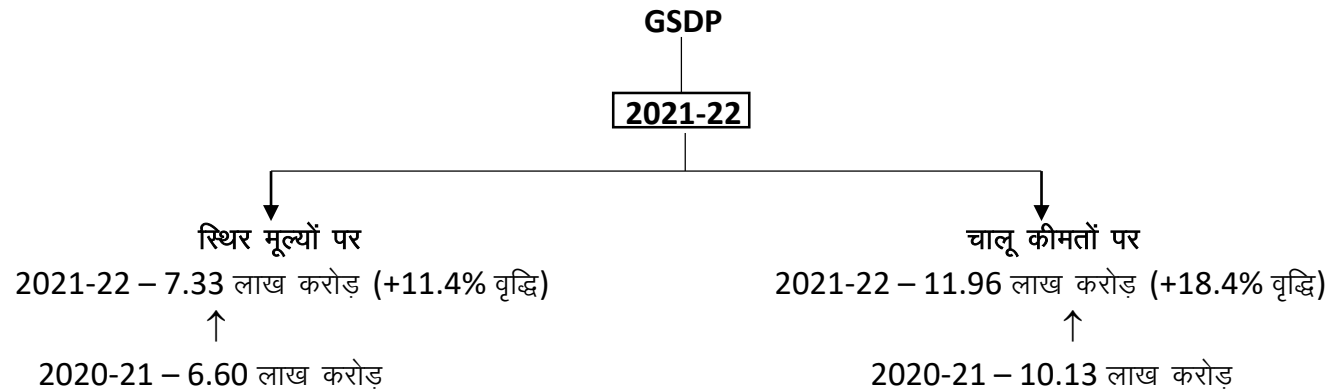 GSDP
2021-22
स्थिर मूल्यों पर
2021-22 – 7.33 लाख करोड़ (+11.4% वृद्धि)
↑
2020-21 – 6.60 लाख करोड़
चालू कीमतों पर
2021-22 – 11.96 लाख करोड़ (+18.4% वृद्धि)
↑
2020-21 – 10.13 लाख करोड़